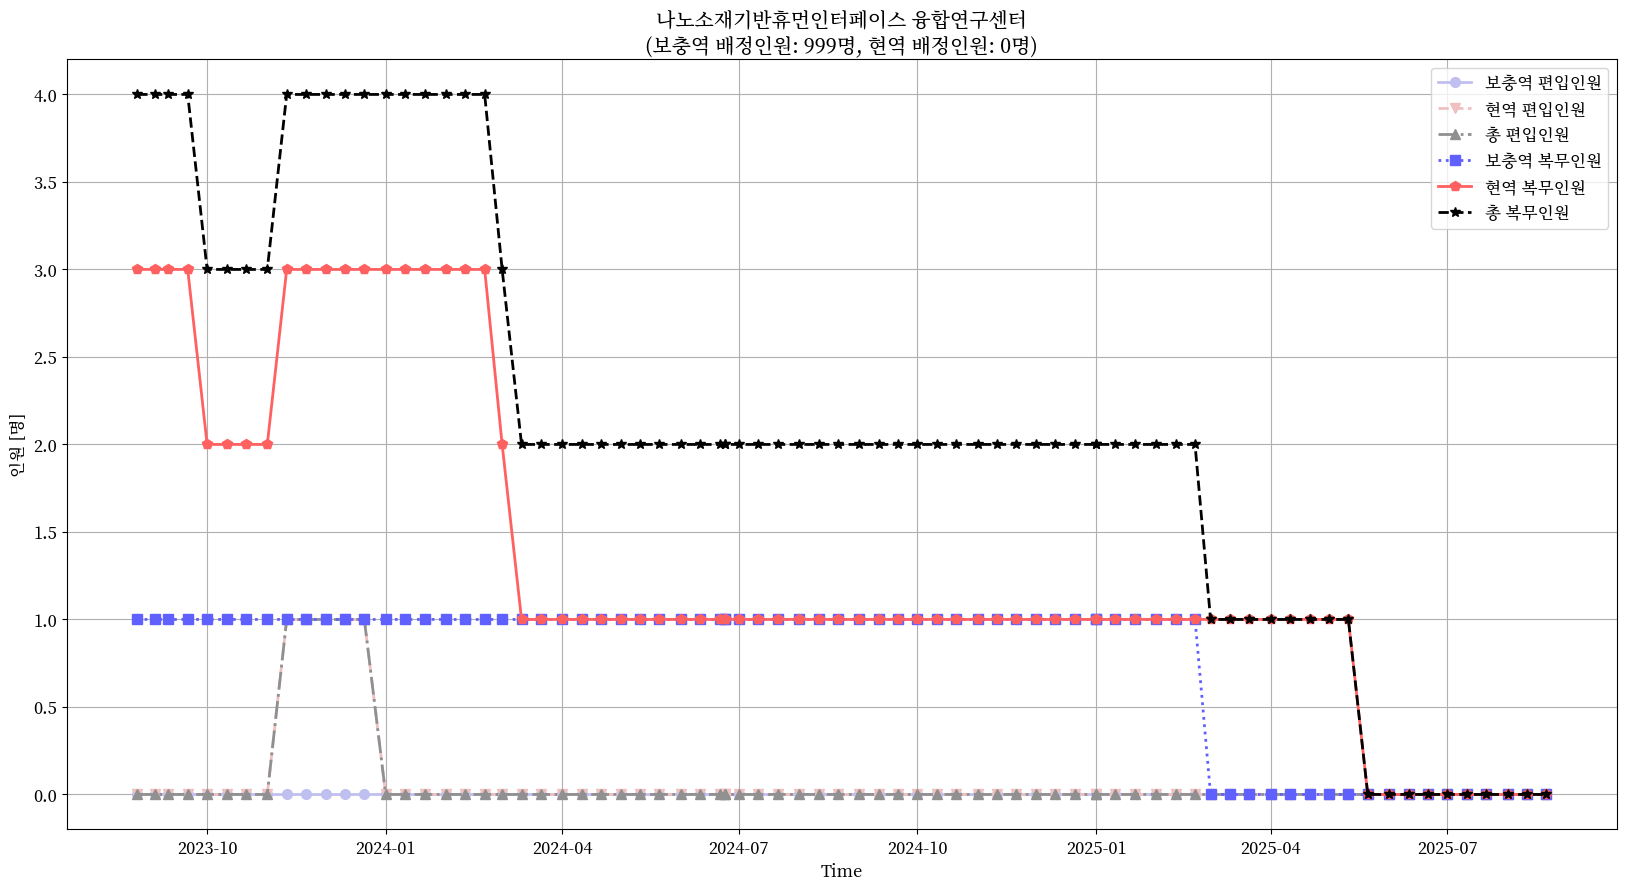 나노소재기반휴먼인터페이스 융합연구센터
(보충역 배정인원: 999명, 현역 배정인원: 0명)
보충역 편입인원
현역 편입인원
총 편입인원
보충역 복무인원
현역 복무인원
총 복무인원
인원 [명]
4.0
3.5
3.0
2.5
2.0
1.5
1.0
0.5
0.0
2023-10
2024-01
2024-04
2024-07
2024-10
2025-01
2025-04
2025-07
Time